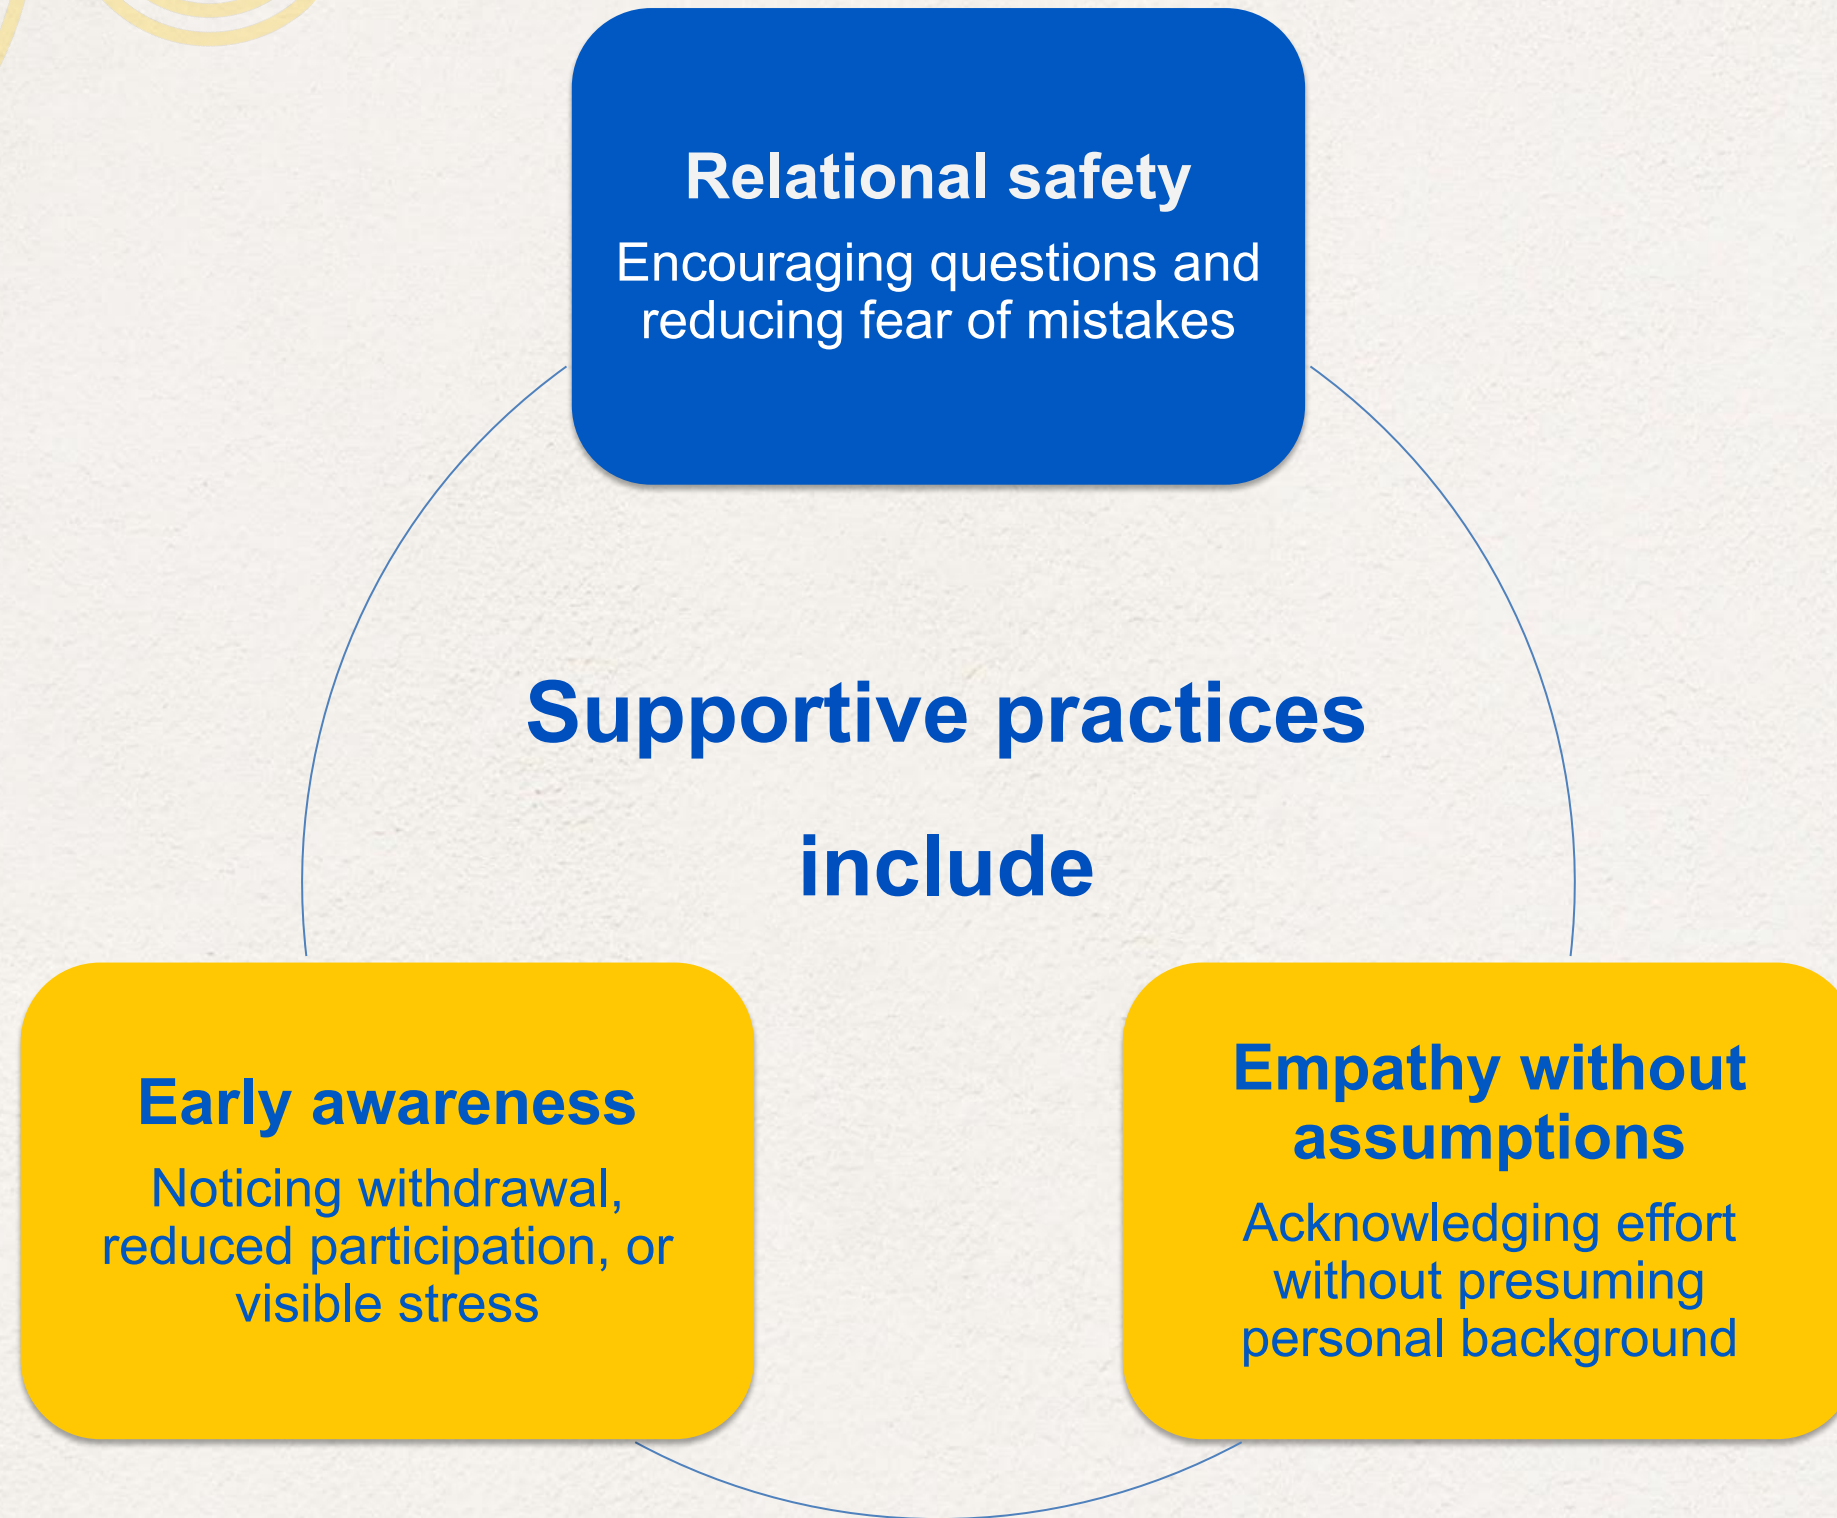 Relational safety
Encouraging questions and
reducing fear of mistakes
Supportive practices
include
Early awareness
Noticing withdrawal,
reduced participation, or
visible stress
Empathy without
assumptions
Acknowledging effort
without presuming
personal background